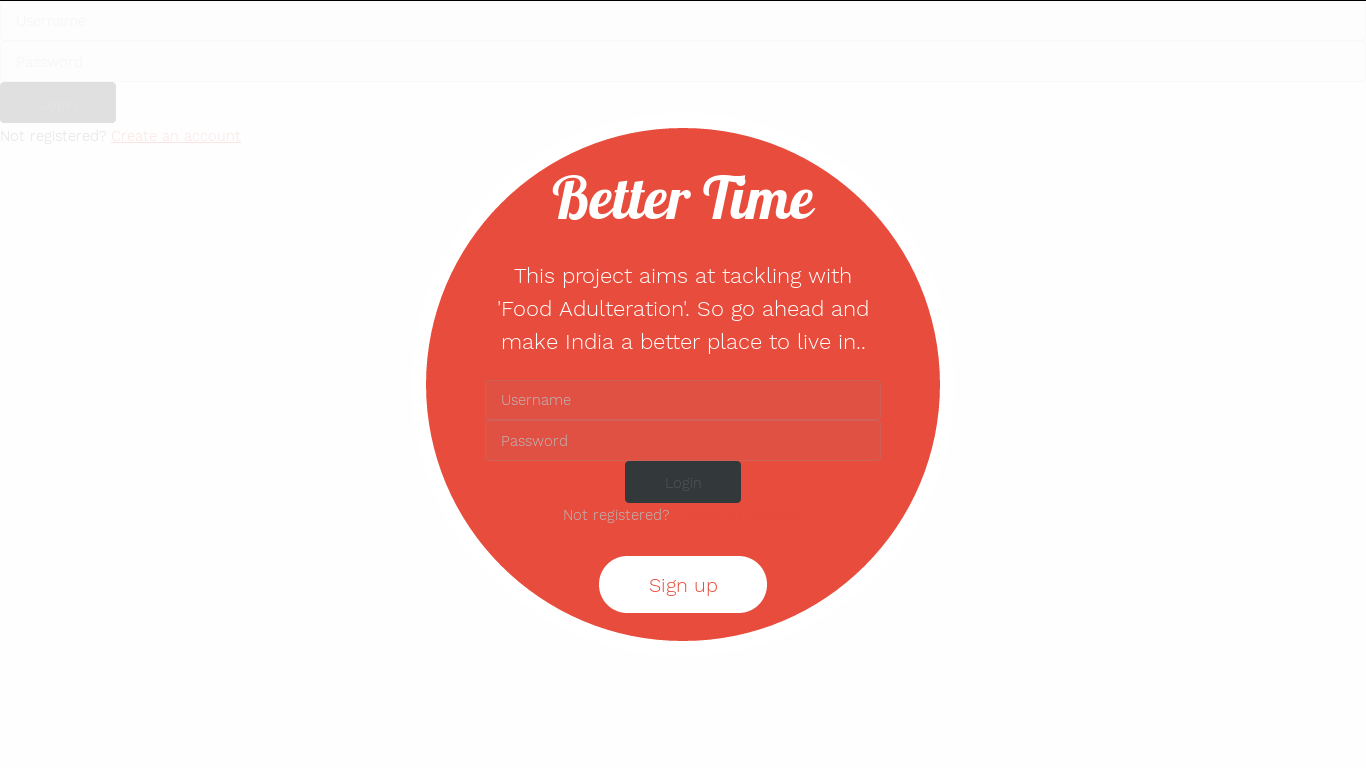 Username
Password
Not registered? Create an account
Better Time
This project aims at tackling with
'Food Adulteration'. So go ahead and
make India a better place to live in..
Username
Password
Login
Not registered?
Sign up